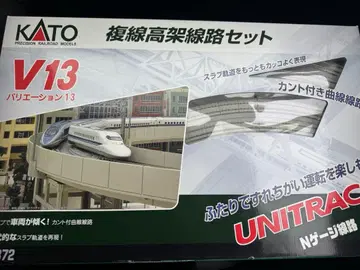 KATO
PRECISION RAILROAD MODELS
複線高架線路セット
V13
バリエーション 13
スラブ軌道をもっともカッコよく表現
カント付き曲線線路
ふたりですれちがい運転を楽し
で車両が傾く!カント付曲線線路
的なスラブ軌道を再現!
UNITRAC
Nゲージ線路
872